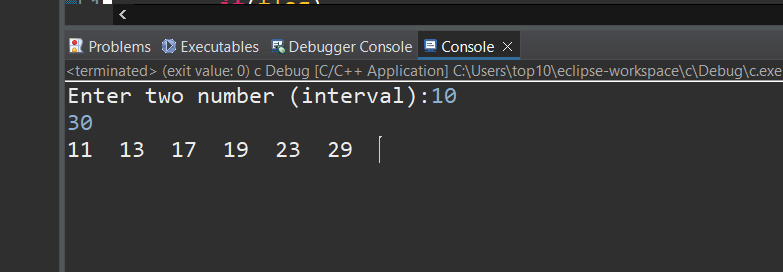 <
Problems Executables Debugger Console Console ×
<terminated> (exit value: 0) c Debug [C/C++ Application] C:\Users\top10\eclipse-workspace\c\Debug\c.exe
Enter two number (interval):10
30
11 13 17 19 23 29